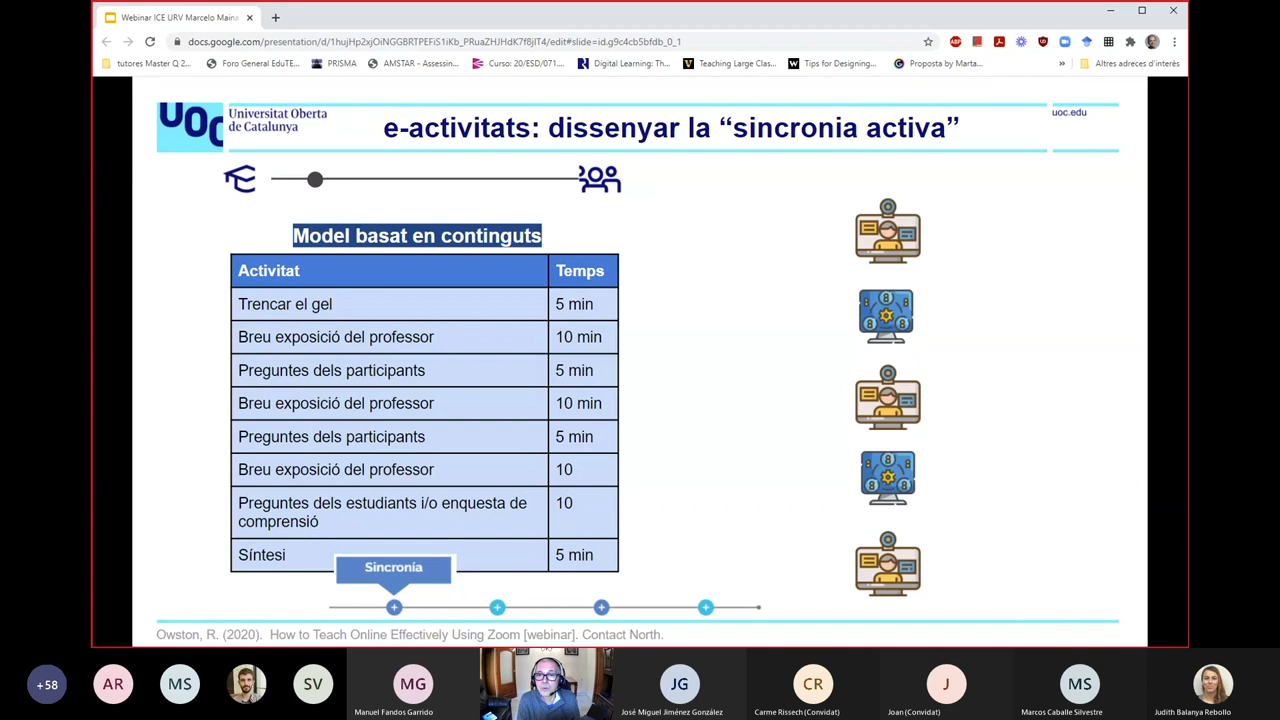 Webinar ICE URV Marcelo Maina
docs.google.com/presentation/d/1hujHp2xjOiNGGBRTPEFiS1iKb_PRuaZHJHdK7f8jIT4/edit#slide=id.g9c4cb5bfdb_0_1
tutores Master Q 2...
Foro General EduTE...
PRISMA
AMSTAR - Assessin...
Curso: 20/ESD/071....
Digital Learning: Th...
Teaching Large Clas...
Tips for Designing...
Proposta by Marta...
»
Altres adreces d'interès
UOC
Universitat Oberta
de Catalunya
e-activitats: dissenyar la “sincronia activa”
uoc.edu
Model basat en continguts
Activitat Temps
Trencar el gel 5 min
Breu exposició del professor 10 min
Preguntes dels participants 5 min
Breu exposició del professor 10 min
Preguntes dels participants 5 min
Breu exposició del professor 10
Preguntes dels estudiants i/o enquesta de 10
comprensió
Síntesi 5 min
Sincronía
Owston, R. (2020). How to Teach Online Effectively Using Zoom [webinar]. Contact North.
+58
AR
MS
SV
MG
Manuel Fandos Garrido
JG
José Miguel Jiménez González
CR
Carme Rissech (Convidat)
J
Joan (Convidat)
MS
Marcos Caballe Silvestre
Judith Balanya Rebollo